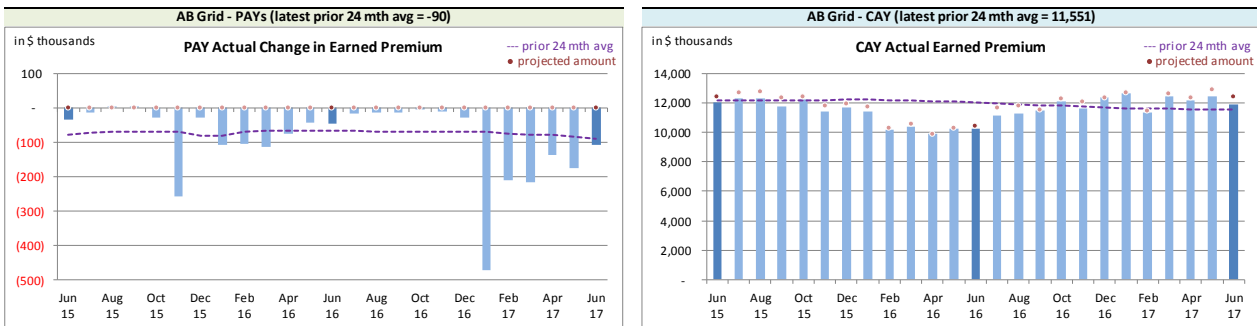 AB Grid - PAYs (latest prior 24 mth avg = -90)
in $ thousands
PAY Actual Change in Earned Premium
--- prior 24 mth avg
● projected amount
100
-
(100)
(200)
(300)
(400)
(500)
Jun Aug Oct Dec Feb Apr Jun Aug Oct Dec Feb Apr Jun
15 15 15 15 16 16 16 16 16 16 17 17 17
AB Grid - CAY (latest prior 24 mth avg = 11,551)
in $ thousands
CAY Actual Earned Premium
--- prior 24 mth avg
● projected amount
14,000
12,000
10,000
8,000
6,000
4,000
2,000
-
Jun Aug Oct Dec Feb Apr Jun Aug Oct Dec Feb Apr Jun
15 15 15 15 16 16 16 16 16 16 17 17 17